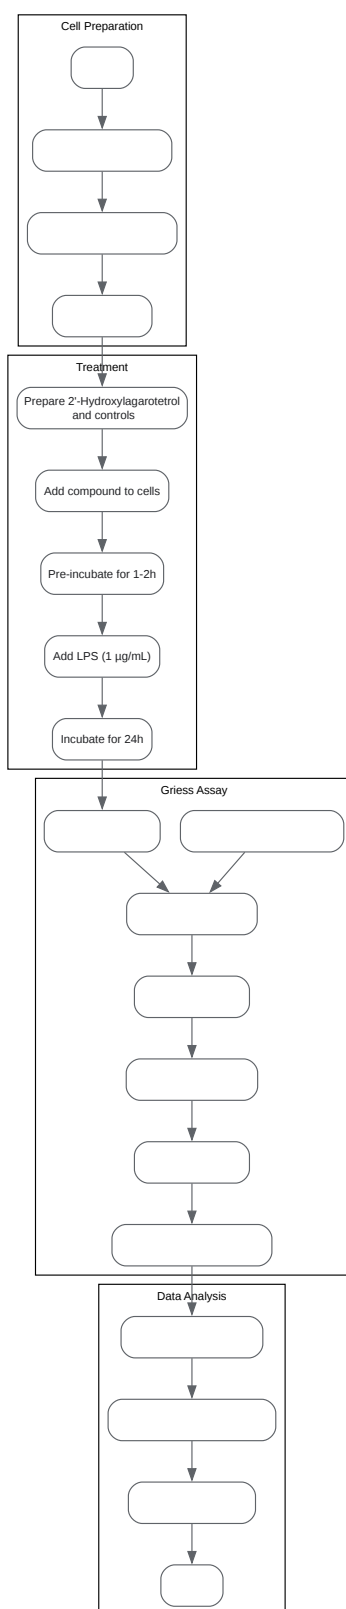 Cell Preparation
Treatment
Prepare 2'-Hydroxylagarotetrol
and controls
Add compound to cells
Pre-incubate for 1-2h
Add LPS (1 µg/mL)
Incubate for 24h
Griess Assay
Data Analysis